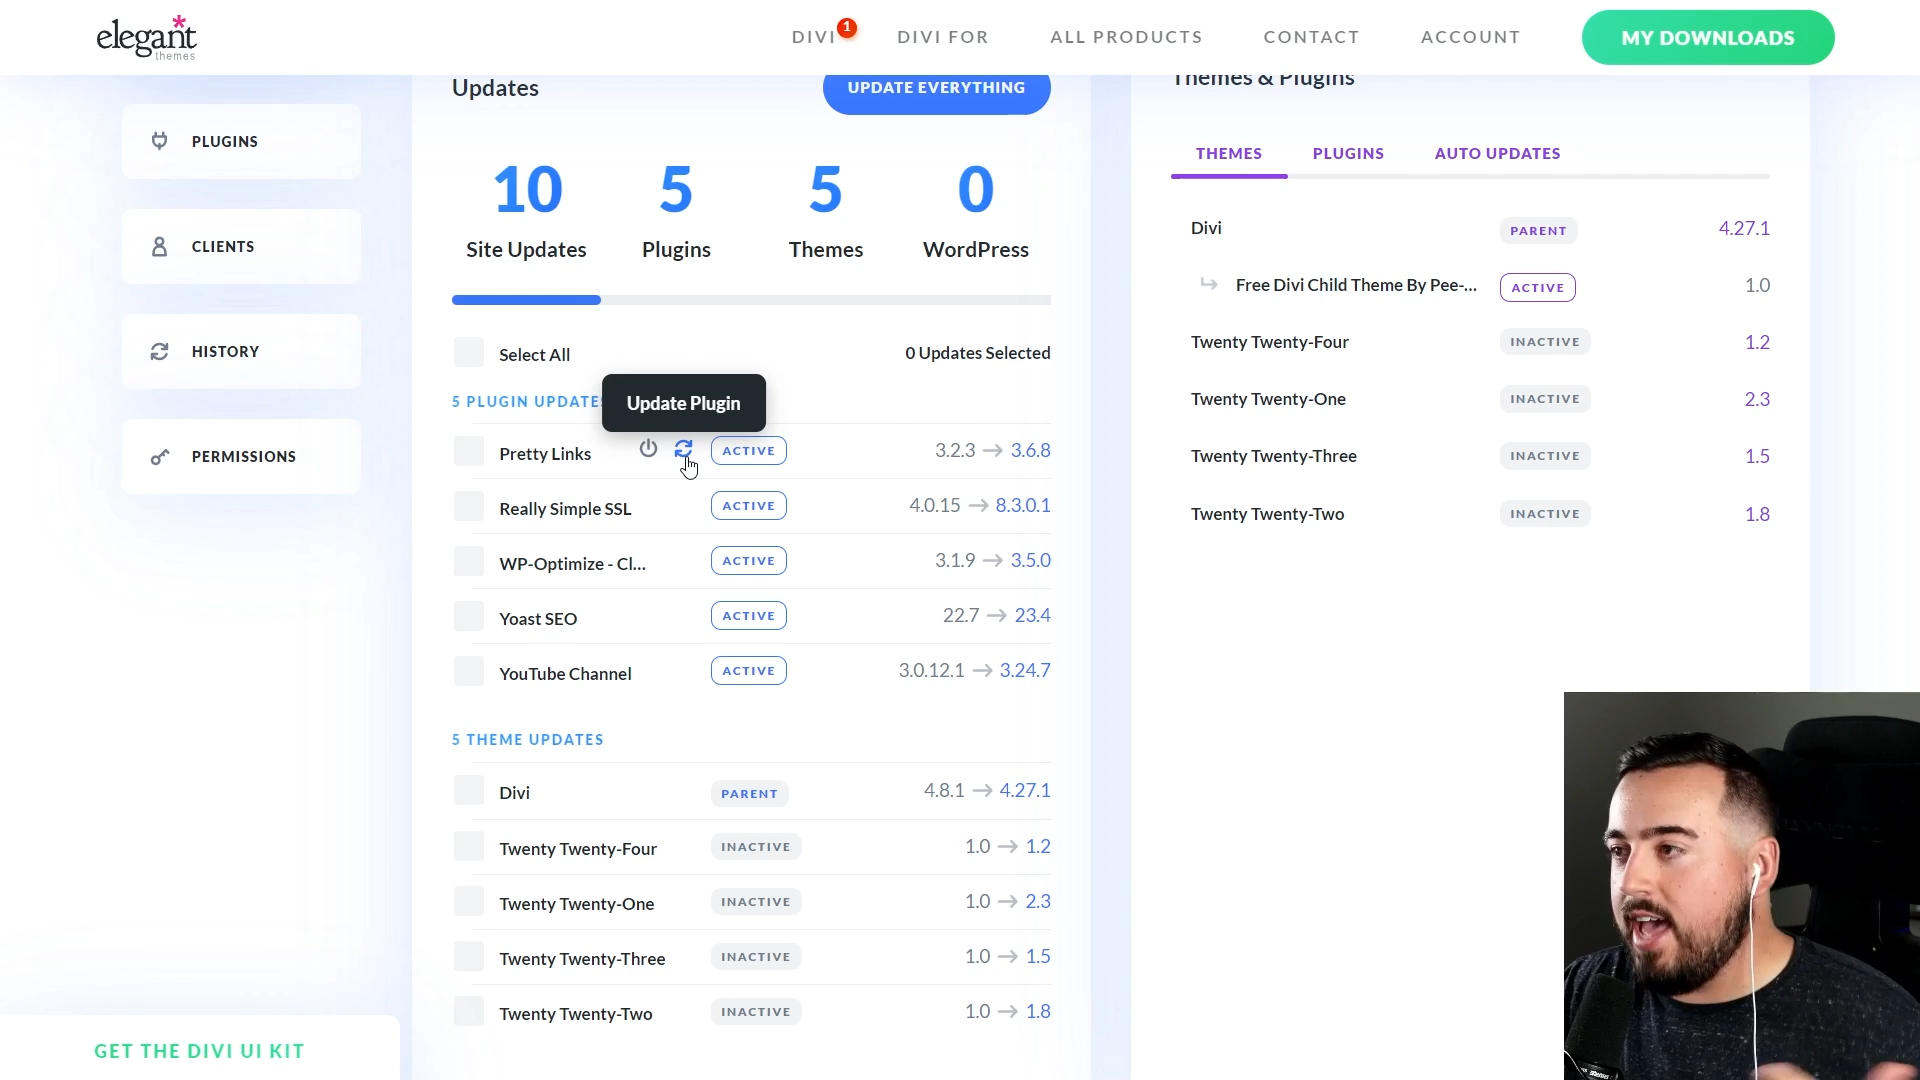 elegant
themes
DIVI
1
DIVI FOR
ALL PRODUCTS
CONTACT
ACCOUNT
MY DOWNLOADS
PLUGINS
CLIENTS
HISTORY
PERMISSIONS
GET THE DIVI UI KIT
Updates
UPDATE EVERYTHING
10 5 5 0
Site Updates Plugins Themes WordPress
Select All 0 Updates Selected
Update Plugin
5 PLUGIN UPDATES
Pretty Links ACTIVE 3.2.3 → 3.6.8
Really Simple SSL ACTIVE 4.0.15 → 8.3.0.1
WP-Optimize - Cl... ACTIVE 3.1.9 → 3.5.0
Yoast SEO ACTIVE 22.7 → 23.4
YouTube Channel ACTIVE 3.0.12.1 → 3.24.7
5 THEME UPDATES
Divi PARENT 4.8.1 → 4.27.1
Twenty Twenty-Four INACTIVE 1.0 → 1.2
Twenty Twenty-One INACTIVE 1.0 → 2.3
Twenty Twenty-Three INACTIVE 1.0 → 1.5
Twenty Twenty-Two INACTIVE 1.0 → 1.8
Themes & Plugins
THEMES PLUGINS AUTO UPDATES
Divi PARENT 4.27.1
Free Divi Child Theme By Pee-... ACTIVE 1.0
Twenty Twenty-Four INACTIVE 1.2
Twenty Twenty-One INACTIVE 2.3
Twenty Twenty-Three INACTIVE 1.5
Twenty Twenty-Two INACTIVE 1.8